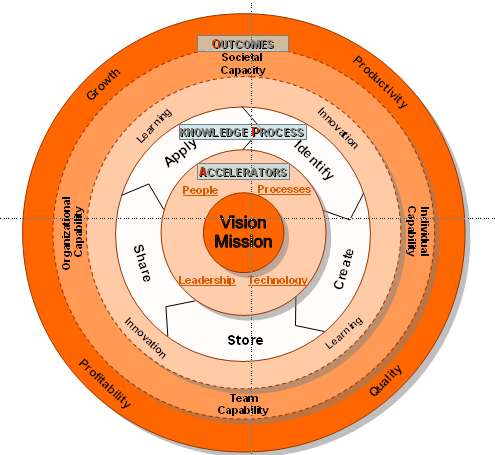 OUTCOMES
Societal
Capacity
Growth
Productivity
Learning
Innovation
KNOWLEDGE PROCESS
Apply
Identify
ACCELERATORS
People
Processes
Organizational
Capability
Vision
Mission
Individual
Capability
Share
Create
Leadership
Technology
Innovation
Learning
Store
Profitability
Team
Capability
Quality